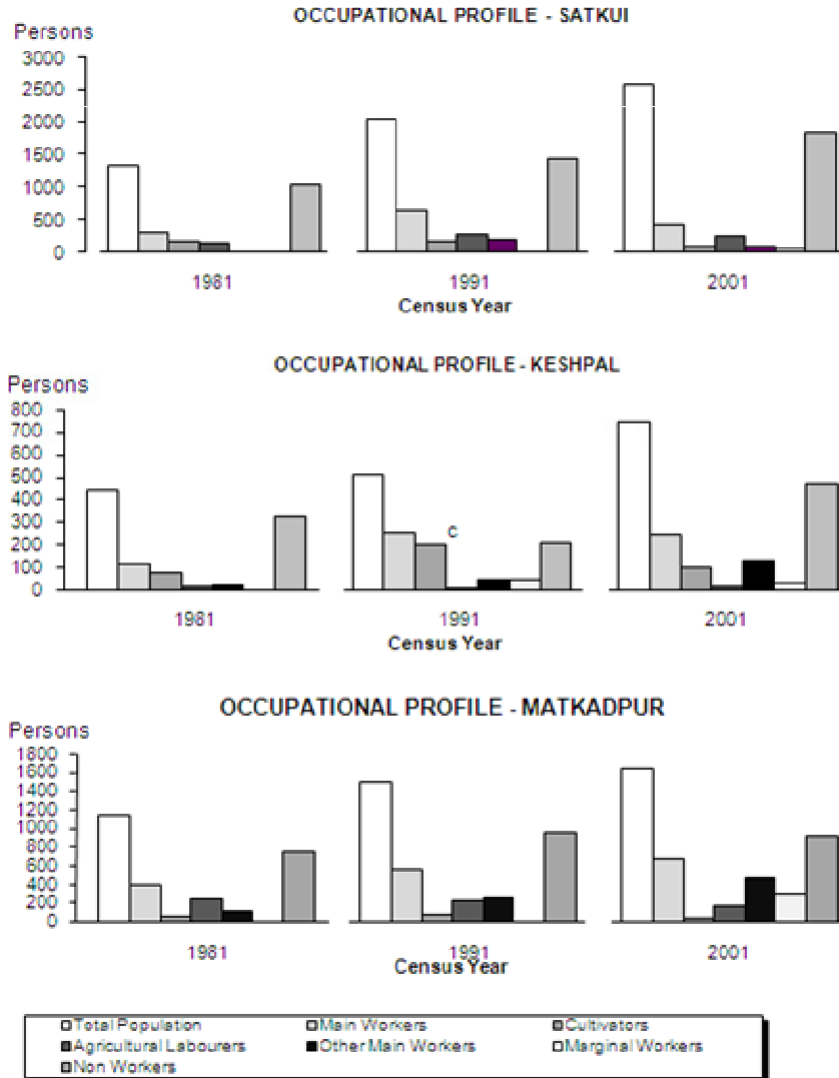 OCCUPATIONAL PROFILE - SATKUI
Persons
3000
2500
2000
1500
1000
500
0
1981 1991 2001
Census Year
OCCUPATIONAL PROFILE - KESHPAL
Persons
800
700
600
500
400
300
200
100
0
C
1981 1991 2001
Census Year
OCCUPATIONAL PROFILE - MATKADPUR
Persons
1800
1600
1400
1200
1000
800
600
400
200
0
1981 1991 2001
Census Year
Total Population Main Workers Cultivators
Agricultural Labourers Other Main Workers Marginal Workers
Non Workers